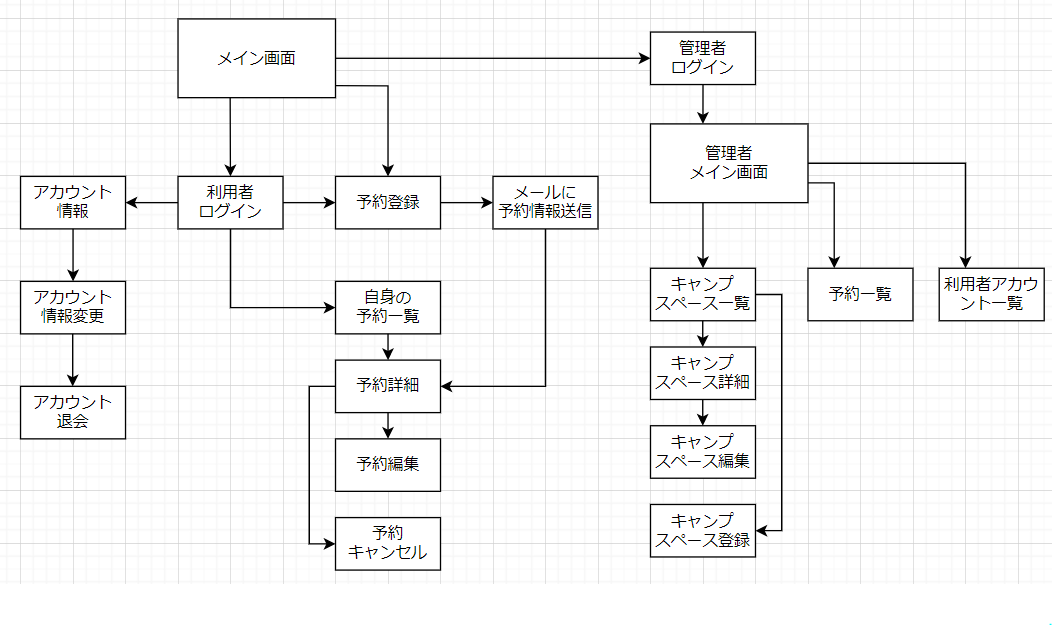 メイン画面
管理者
ログイン
管理者
メイン画面
アカウント
情報
利用者
ログイン
予約登録
メールに
予約情報送信
アカウント
情報変更
自身の
予約一覧
キャンプ
スペース一覧
予約一覧
利用者アカウ
ント一覧
予約詳細
キャンプ
スペース詳細
アカウント
退会
予約編集
キャンプ
スペース編集
予約
キャンセル
キャンプ
スペース登録